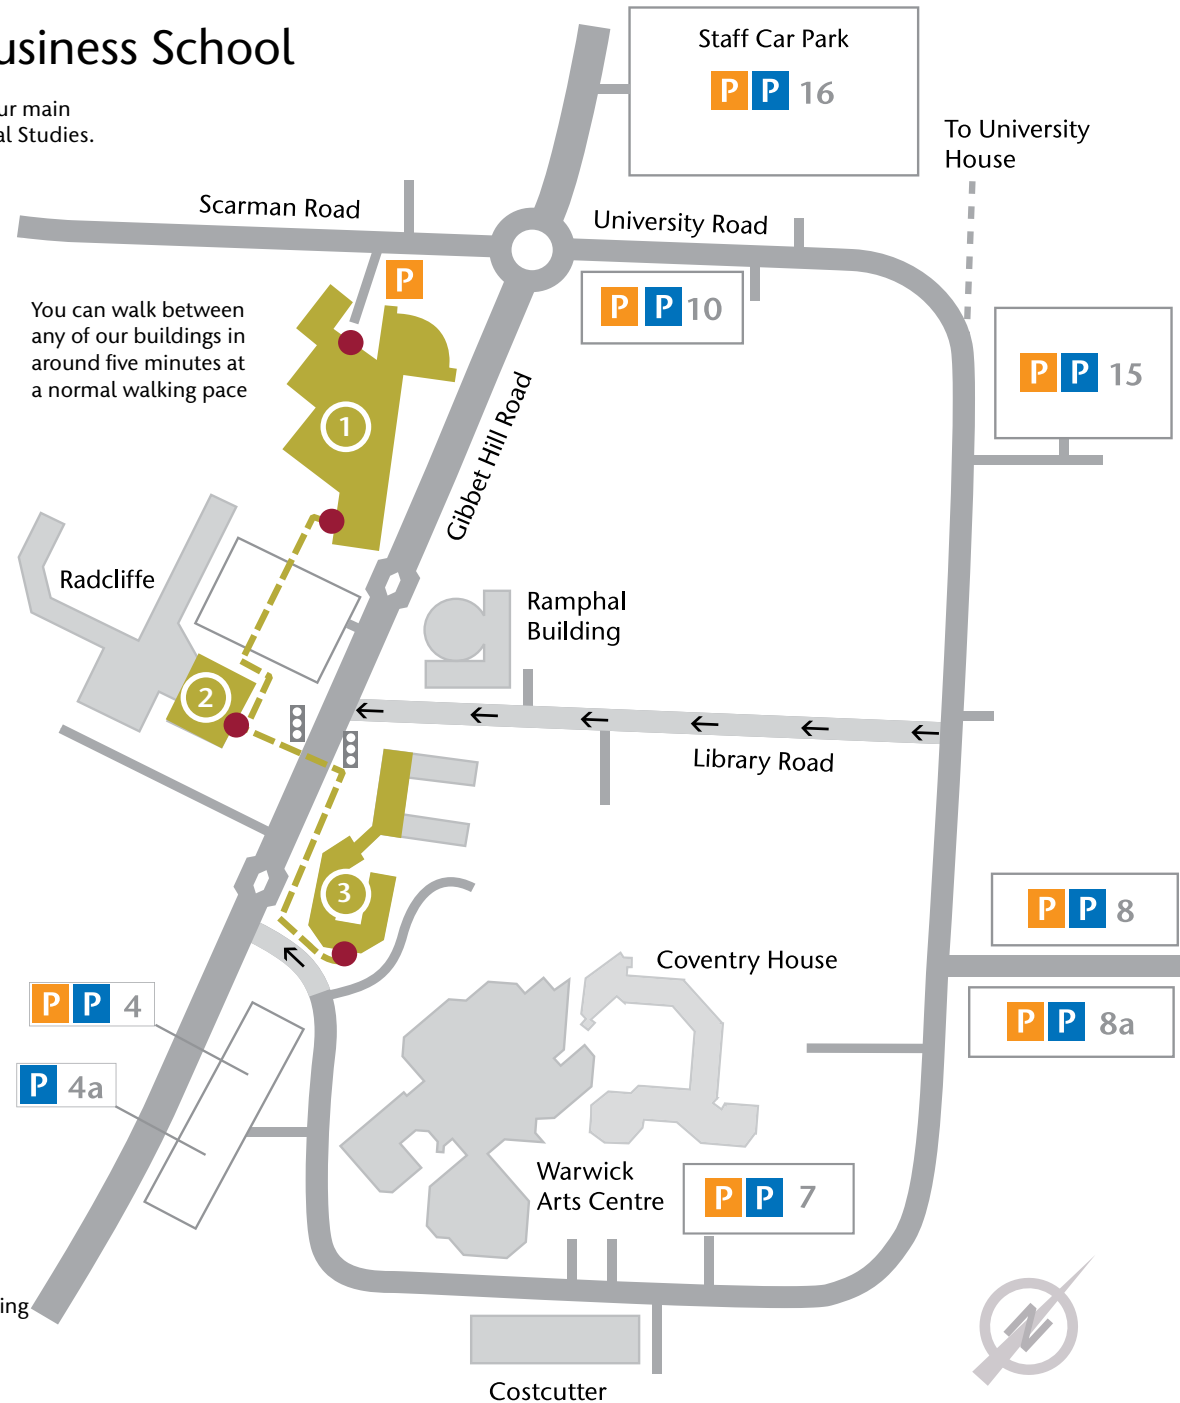 usiness School
ur main
al Studies.
Staff Car Park
P P 16
To University
House
Scarman Road
University Road
P
P P 10
You can walk between
any of our buildings in
around five minutes at
a normal walking pace
P P 15
1
Gibbet Hill Road
Radcliffe
Ramphal
Building
2
Library Road
3
P P 8
Coventry House
P P 4
P P 8a
P 4a
Warwick
Arts Centre
P P 7
ing
N
Costcutter